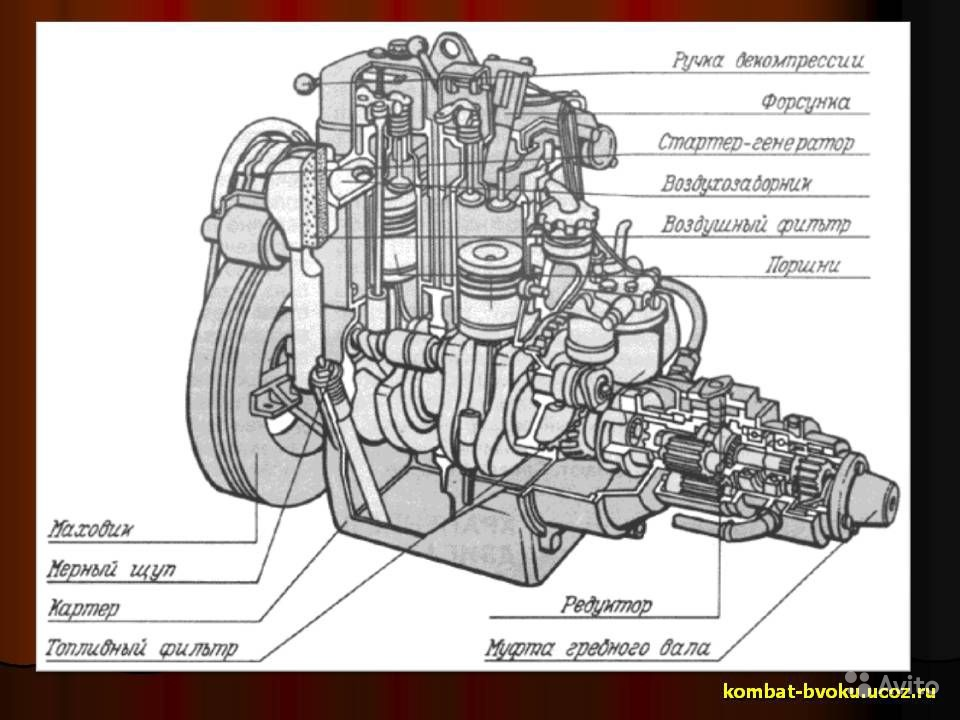 Ручка декомпрессии
Форсунка
Стартер-генератор
Воздухозаборник
Воздушный фильтр
Поршни
Маховик
Мерный щуп
Картер
Топливный фильтр
Редуктор
Муфта гребного вала
Avito
kombat-bvoku.ucoz.ru